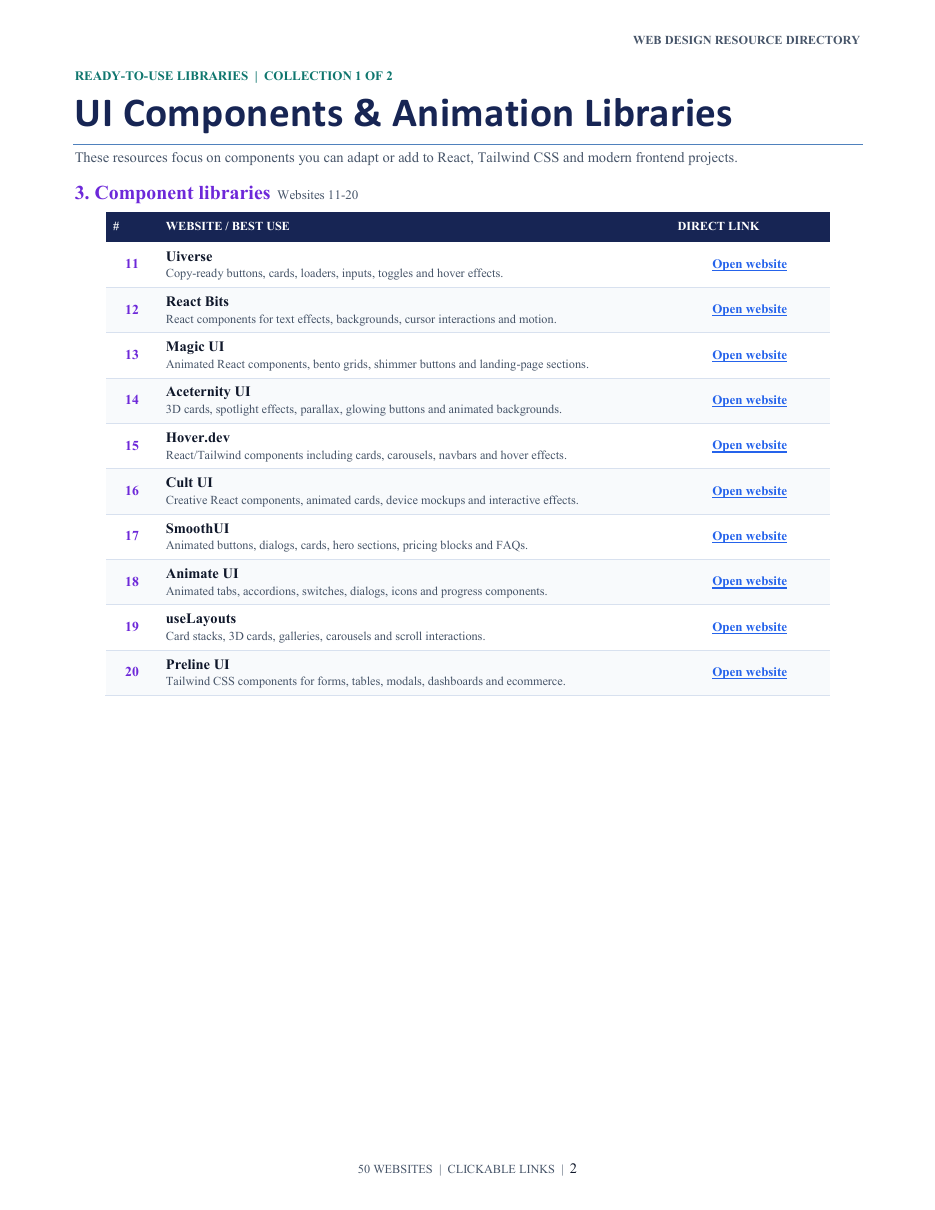 WEB DESIGN RESOURCE DIRECTORY
READY-TO-USE LIBRARIES | COLLECTION 1 OF 2
UI Components & Animation Libraries
These resources focus on components you can adapt or add to React, Tailwind CSS and modern frontend projects.
3. Component libraries Websites 11-20
# WEBSITE / BEST USE DIRECT LINK
11 Uiverse Open website
Copy-ready buttons, cards, loaders, inputs, toggles and hover effects.
12 React Bits Open website
React components for text effects, backgrounds, cursor interactions and motion.
13 Magic UI Open website
Animated React components, bento grids, shimmer buttons and landing-page sections.
14 Aceternity UI Open website
3D cards, spotlight effects, parallax, glowing buttons and animated backgrounds.
15 Hover.dev Open website
React/Tailwind components including cards, carousels, navbars and hover effects.
16 Cult UI Open website
Creative React components, animated cards, device mockups and interactive effects.
17 SmoothUI Open website
Animated buttons, dialogs, cards, hero sections, pricing blocks and FAQs.
18 Animate UI Open website
Animated tabs, accordions, switches, dialogs, icons and progress components.
19 useLayouts Open website
Card stacks, 3D cards, galleries, carousels and scroll interactions.
20 Preline UI Open website
Tailwind CSS components for forms, tables, modals, dashboards and ecommerce.
50 WEBSITES | CLICKABLE LINKS | 2